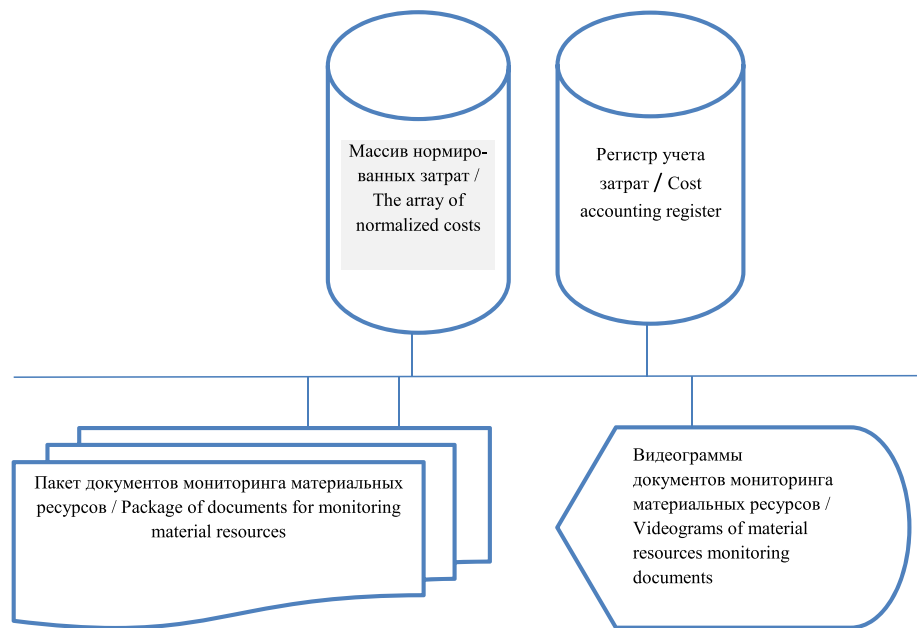 Массив нормиро-
ванных затрат /
The array of
normalized costs
Регистр учета
затрат / Cost
accounting register
Пакет документов мониторинга материальных
ресурсов / Package of documents for monitoring
material resources
Видеограммы
документов мониторинга
материальных ресурсов /
Videograms of material
resources monitoring
documents